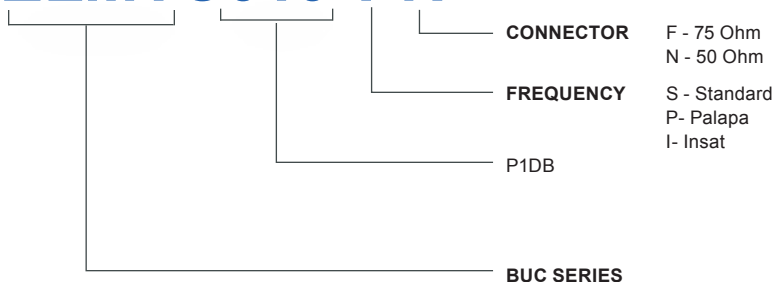 CONNECTOR F - 75 Ohm
N - 50 Ohm
FREQUENCY S - Standard
P- Palapa
I- Insat
P1DB
BUC SERIES